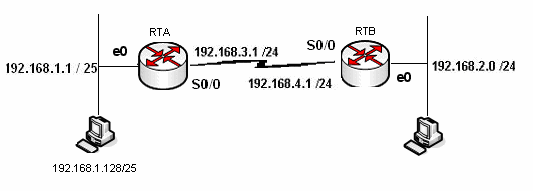 RTA
RTB
e0
192.168.3.1 /24
S0/0
192.168.1.1 / 25
e0
192.168.2.0 /24
S0/0
192.168.4.1 /24
192.168.1.128/25